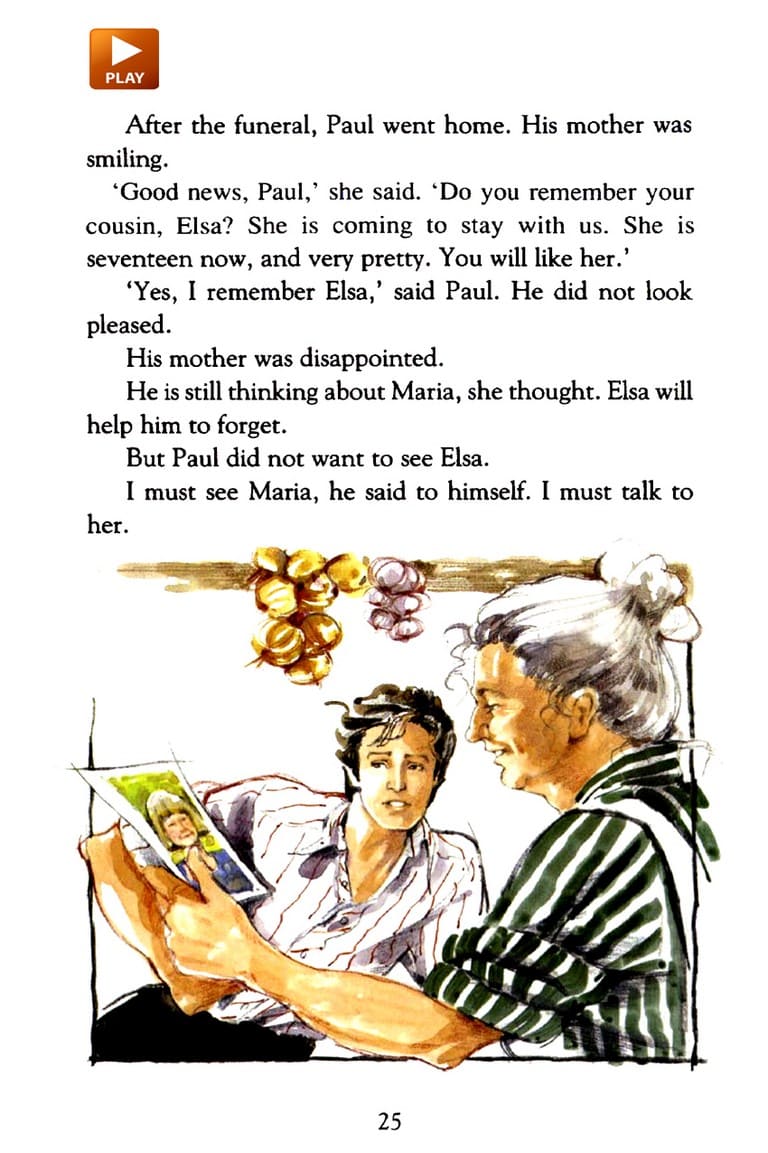 PLAY
After the funeral, Paul went home. His mother was
smiling.
‘Good news, Paul,’ she said. ‘Do you remember your
cousin, Elsa? She is coming to stay with us. She is
seventeen now, and very pretty. You will like her.’
‘Yes, I remember Elsa,’ said Paul. He did not look
pleased.
His mother was disappointed.
He is still thinking about Maria, she thought. Elsa will
help him to forget.
But Paul did not want to see Elsa.
I must see Maria, he said to himself. I must talk to
her.
25